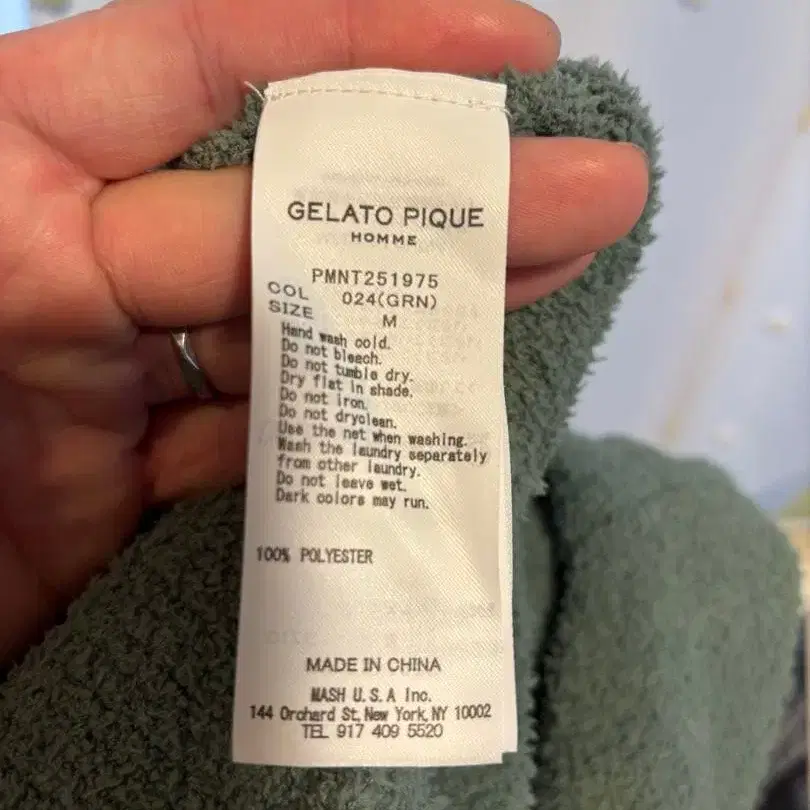 GELATO PIQUE
HOMME
PMNT251975
COL 024(GRN)
SIZE M
Hand wash cold.
Do not bleach.
Do not tumble dry.
Dry flat in shade.
Do not iron.
Do not dryclean.
Use the net when washing.
Wash the laundry separately
from other laundry.
Do not leave wet.
Dark colors may run.
100% POLYESTER
MADE IN CHINA
MASH U.S.A Inc.
144 Orchard St, New York, NY 10002
TEL 917 409 5520